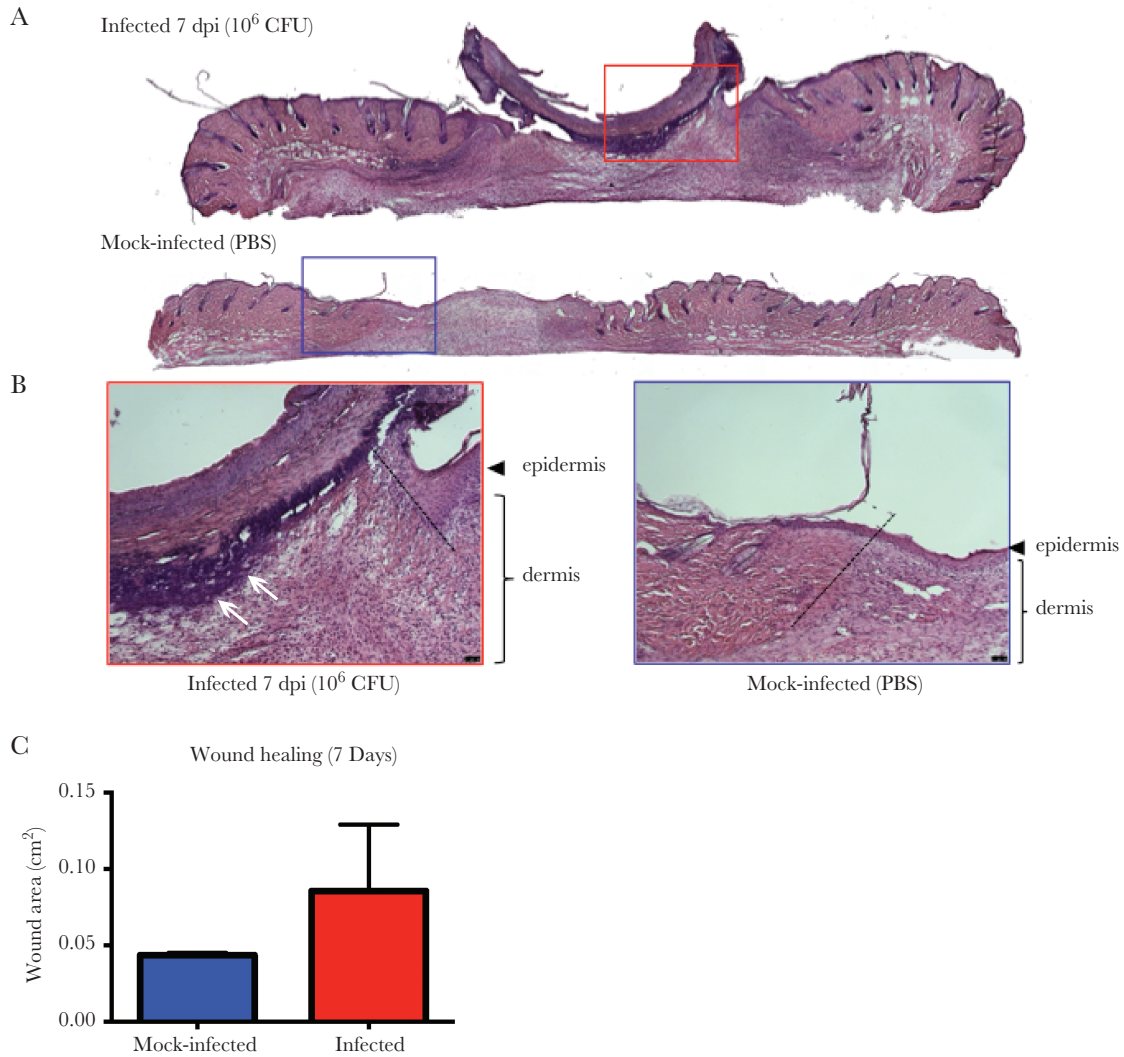 A
Infected 7 dpi (10⁶ CFU)
Mock-infected (PBS)
B
epidermis
dermis
Infected 7 dpi (10⁶ CFU)
epidermis
dermis
Mock-infected (PBS)
C
Wound healing (7 Days)
Wound area (cm²)
0.15
0.10
0.05
0.00
Mock-infected
Infected